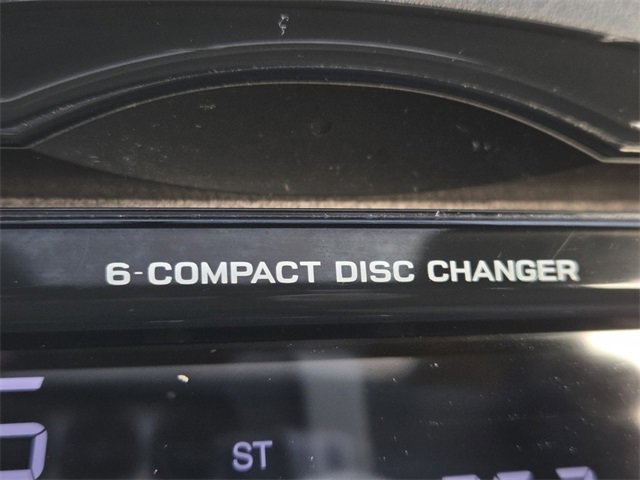 6-COMPACT DISC CHANGER
ST